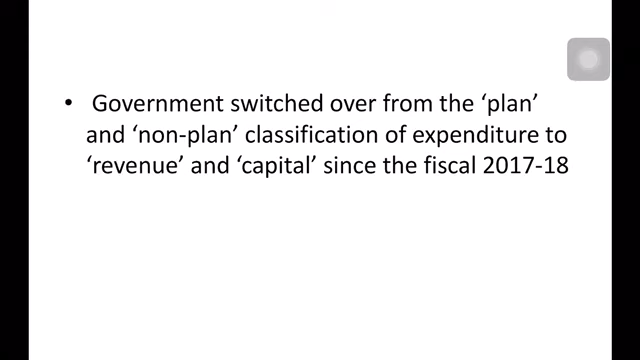 • Government switched over from the ‘plan’
and ‘non-plan’ classification of expenditure to
‘revenue’ and ‘capital’ since the fiscal 2017-18